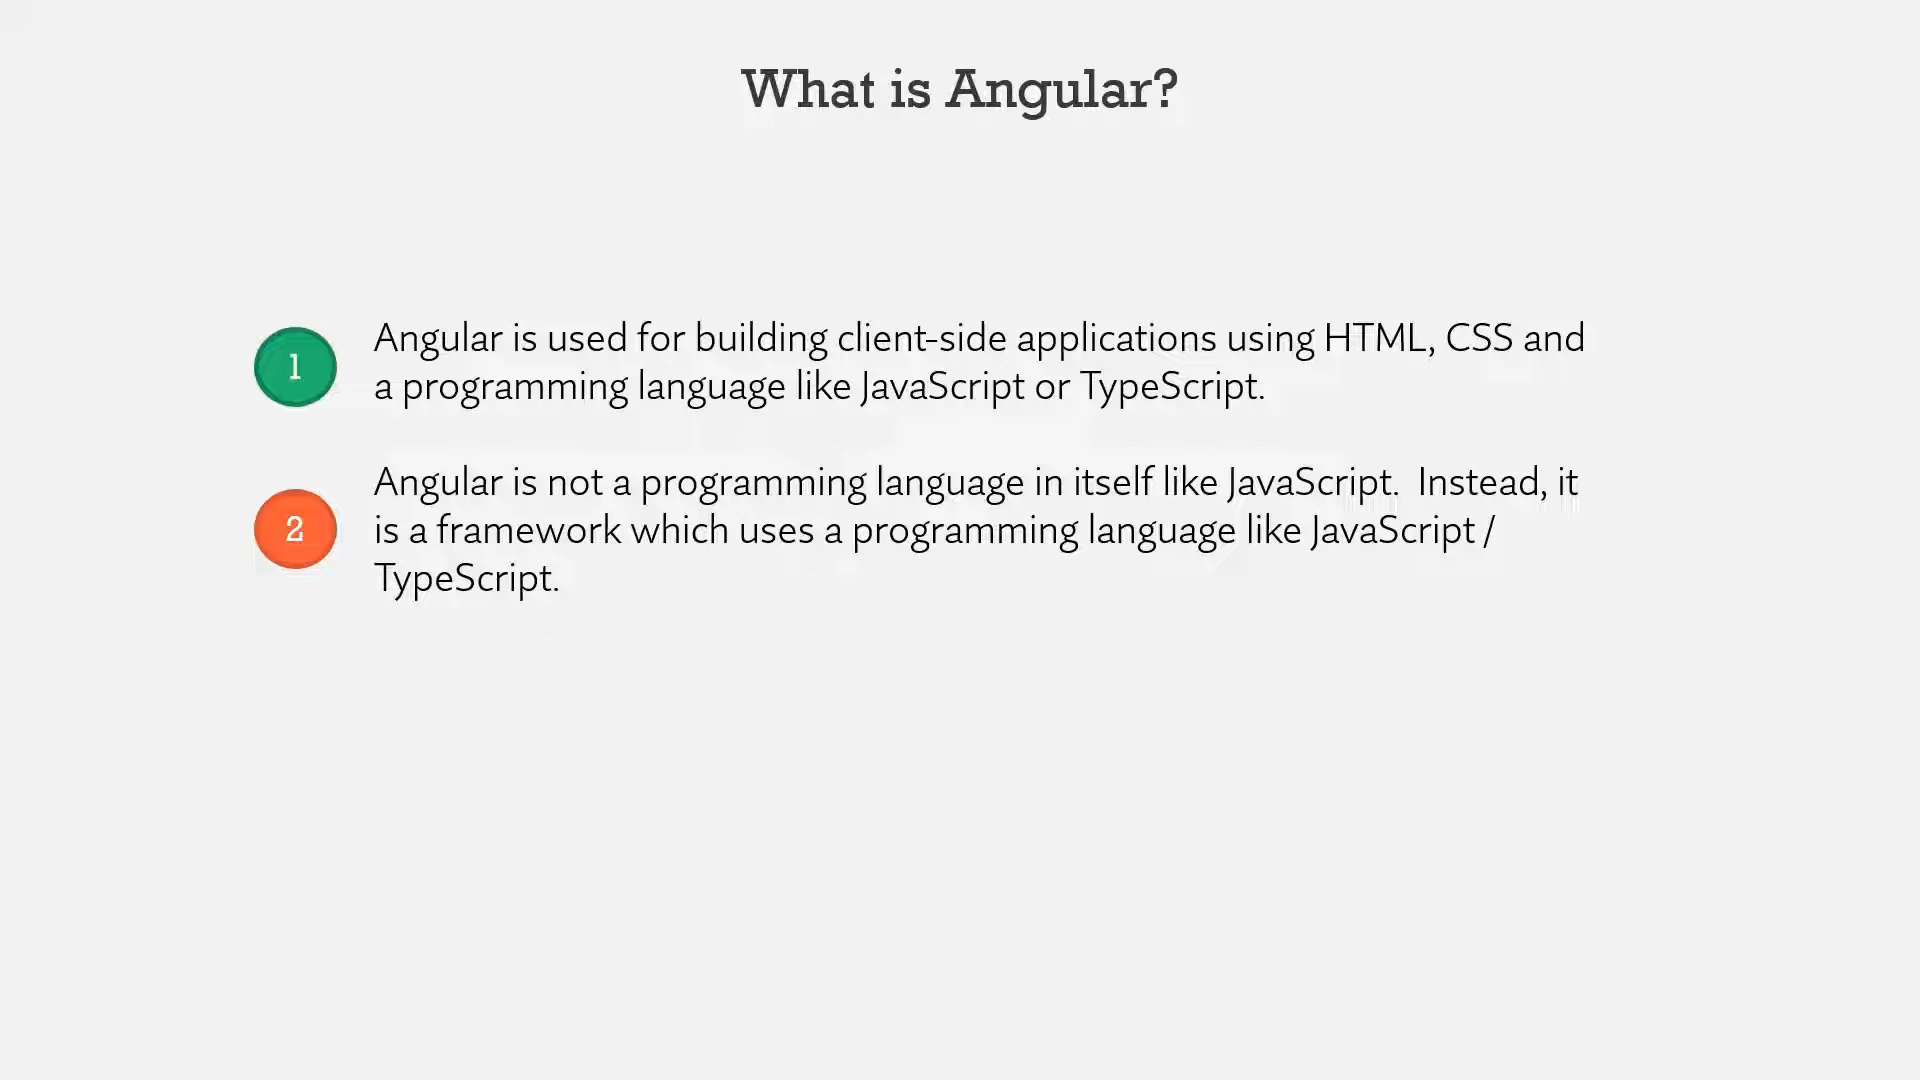 What is Angular?
1
Angular is used for building client-side applications using HTML, CSS and
a programming language like JavaScript or TypeScript.
2
Angular is not a programming language in itself like JavaScript.  Instead, it
is a framework which uses a programming language like JavaScript /
TypeScript.